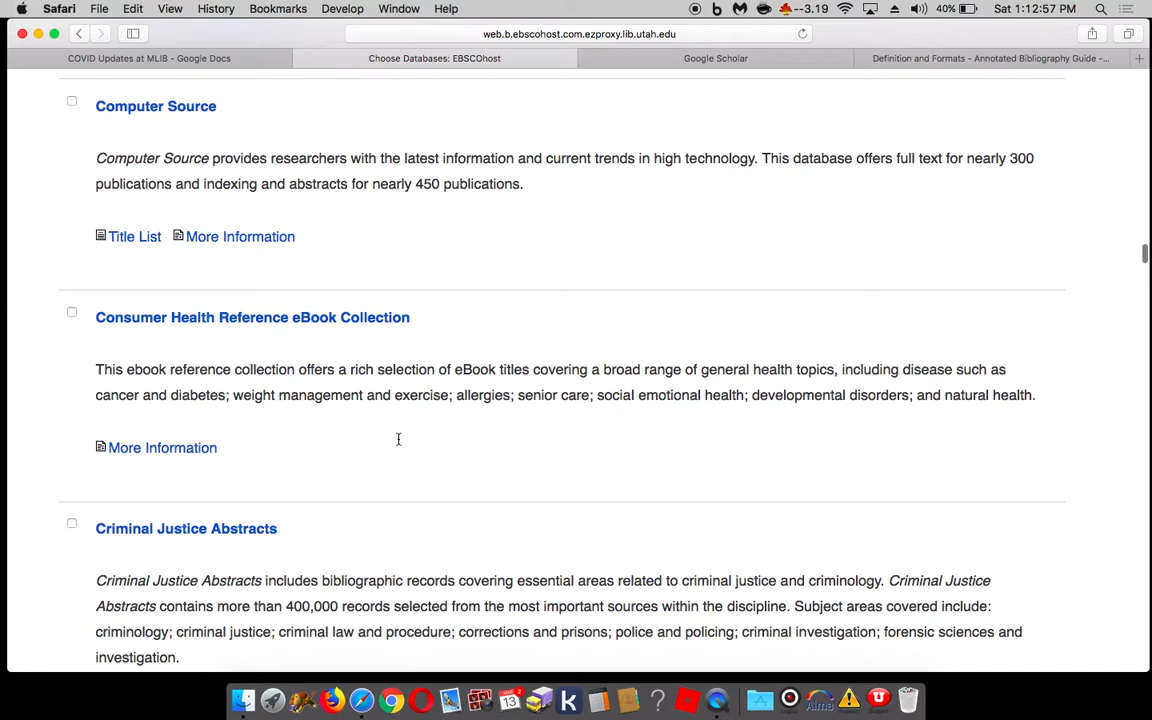 Safari File Edit View History Bookmarks Develop Window Help --3.19 40% Sat 1:12:57 PM
web.b.ebscohost.com.ezproxy.lib.utah.edu
COVID Updates at MLIB - Google Docs Choose Databases: EBSCOhost Google Scholar Definition and Formats - Annotated Bibliography Guide -...
Computer Source
Computer Source provides researchers with the latest information and current trends in high technology. This database offers full text for nearly 300
publications and indexing and abstracts for nearly 450 publications.
Title List More Information
Consumer Health Reference eBook Collection
This ebook reference collection offers a rich selection of eBook titles covering a broad range of general health topics, including disease such as
cancer and diabetes; weight management and exercise; allergies; senior care; social emotional health; developmental disorders; and natural health.
More Information
Criminal Justice Abstracts
Criminal Justice Abstracts includes bibliographic records covering essential areas related to criminal justice and criminology. Criminal Justice
Abstracts contains more than 400,000 records selected from the most important sources within the discipline. Subject areas covered include:
criminology; criminal justice; criminal law and procedure; corrections and prisons; police and policing; criminal investigation; forensic sciences and
investigation.
13 2 Alma